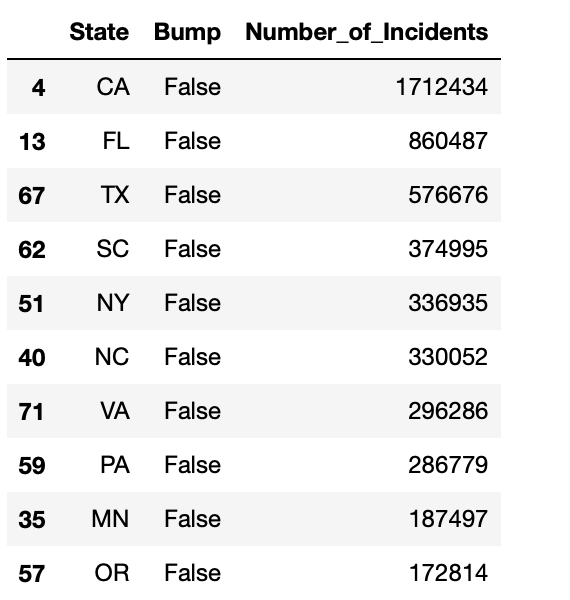 State Bump Number_of_Incidents
4 CA False 1712434
13 FL False 860487
67 TX False 576676
62 SC False 374995
51 NY False 336935
40 NC False 330052
71 VA False 296286
59 PA False 286779
35 MN False 187497
57 OR False 172814